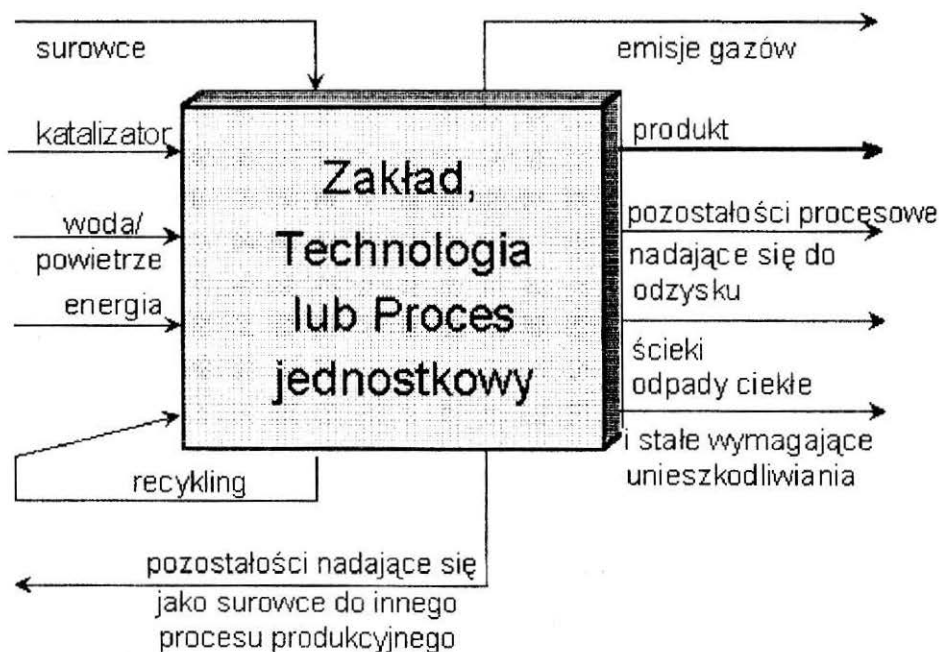 surowce
emisje gazów
katalizator
produkt
Zakład,
Technologia
lub Proces
jednostkowy
woda/
powietrze
energia
pozostałości procesowe
nadające się do
odzysku
ścieki
odpady ciekłe
i stałe wymagające
unieszkodliwiania
recykling
pozostałości nadające się
jako surowce do innego
procesu produkcyjnego